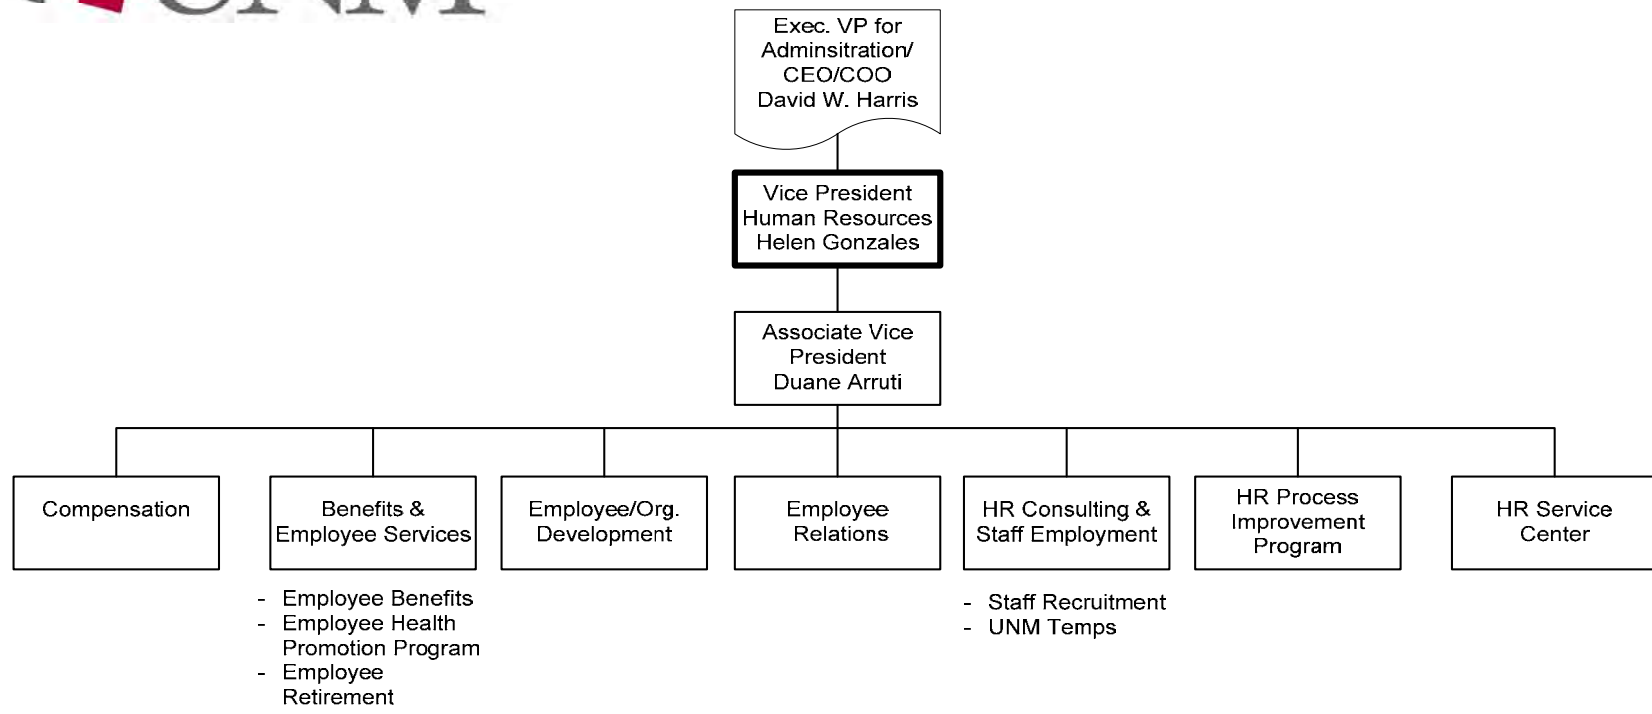 UNM
Exec. VP for
Adminsitration/
CEO/COO
David W. Harris
Vice President
Human Resources
Helen Gonzales
Associate Vice
President
Duane Arruti
Compensation
Benefits &
Employee Services
Employee/Org.
Development
Employee
Relations
HR Consulting &
Staff Employment
HR Process
Improvement
Program
HR Service
Center
- Employee Benefits
- Employee Health
Promotion Program
- Employee
Retirement
- Staff Recruitment
- UNM Temps